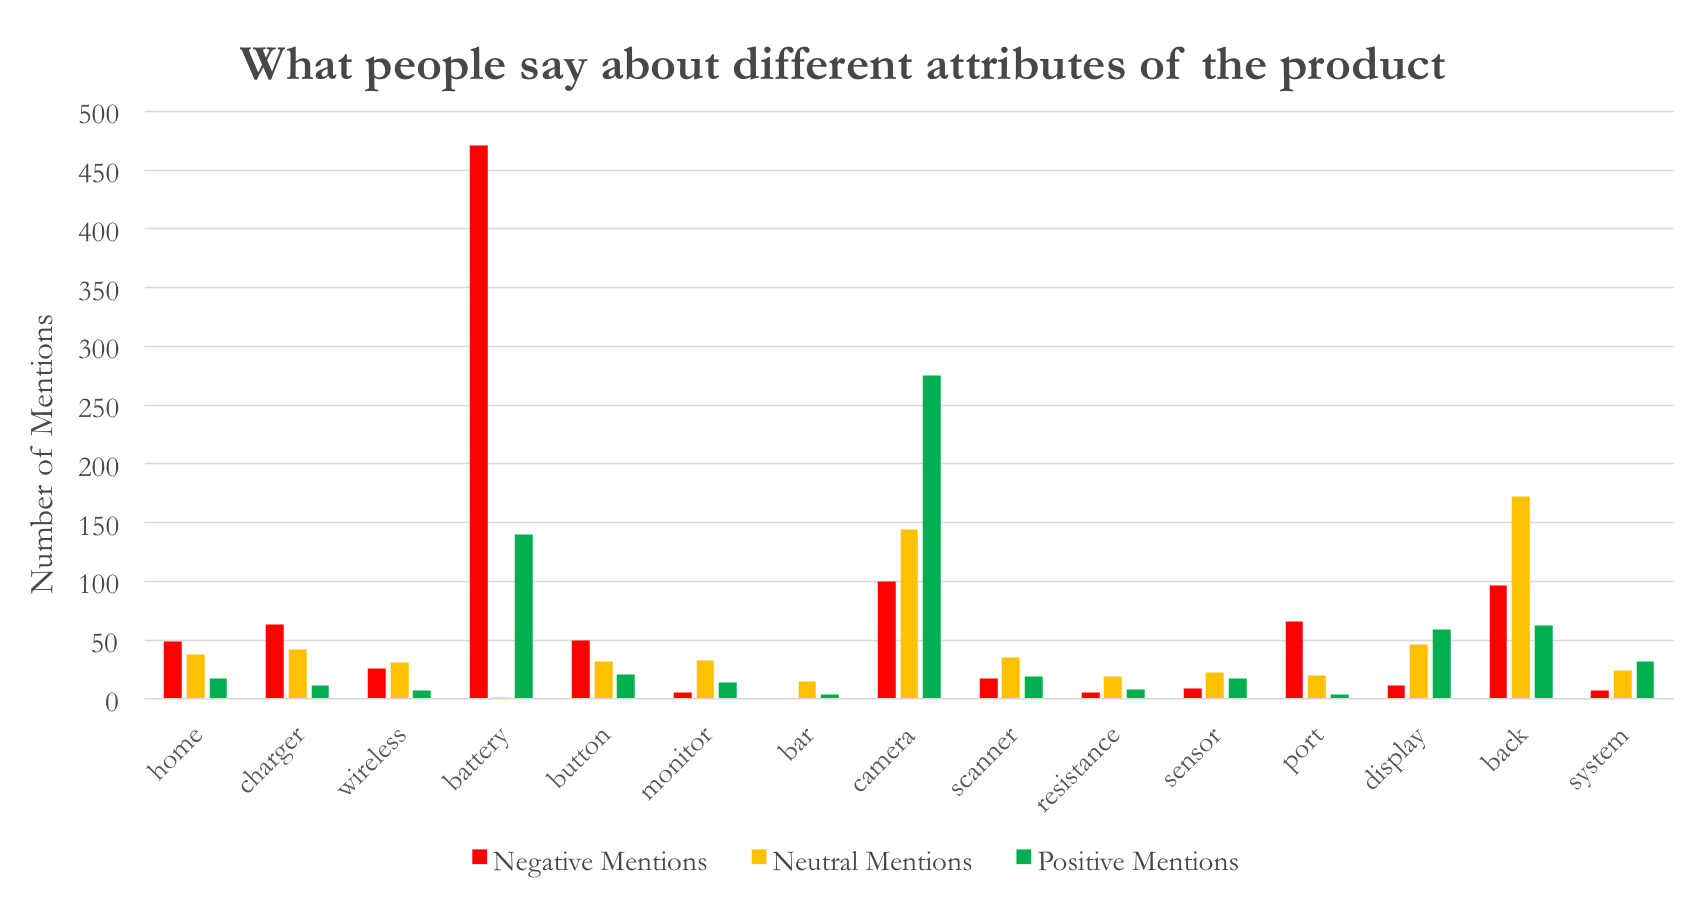 What people say about different attributes of the product
Number of Mentions
500
450
400
350
300
250
200
150
100
50
0
home
charger
wireless
battery
button
monitor
bar
camera
scanner
resistance
sensor
port
display
back
system
Negative Mentions
Neutral Mentions
Positive Mentions